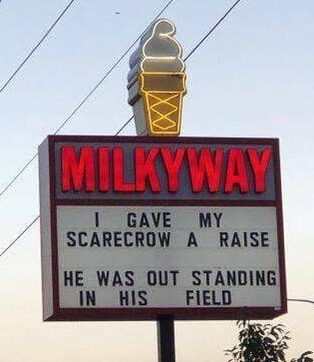 MILKYWAY
I GAVE MY
SCARECROW A RAISE
HE WAS OUT STANDING
IN HIS FIELD